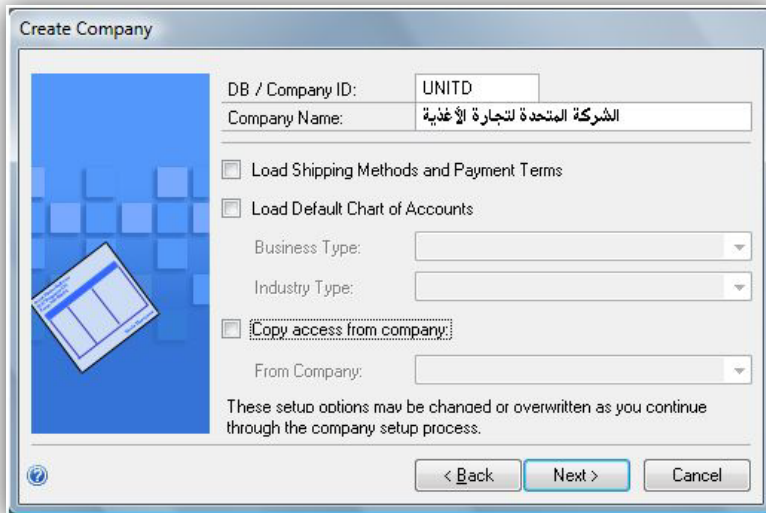 Create Company
DB / Company ID: UNITD
Company Name: الشركة المتحدة لتجارة الأغذية
Load Shipping Methods and Payment Terms
Load Default Chart of Accounts
Business Type:
Industry Type:
Copy access from company:
From Company:
These setup options may be changed or overwritten as you continue
through the company setup process.
< Back Next > Cancel